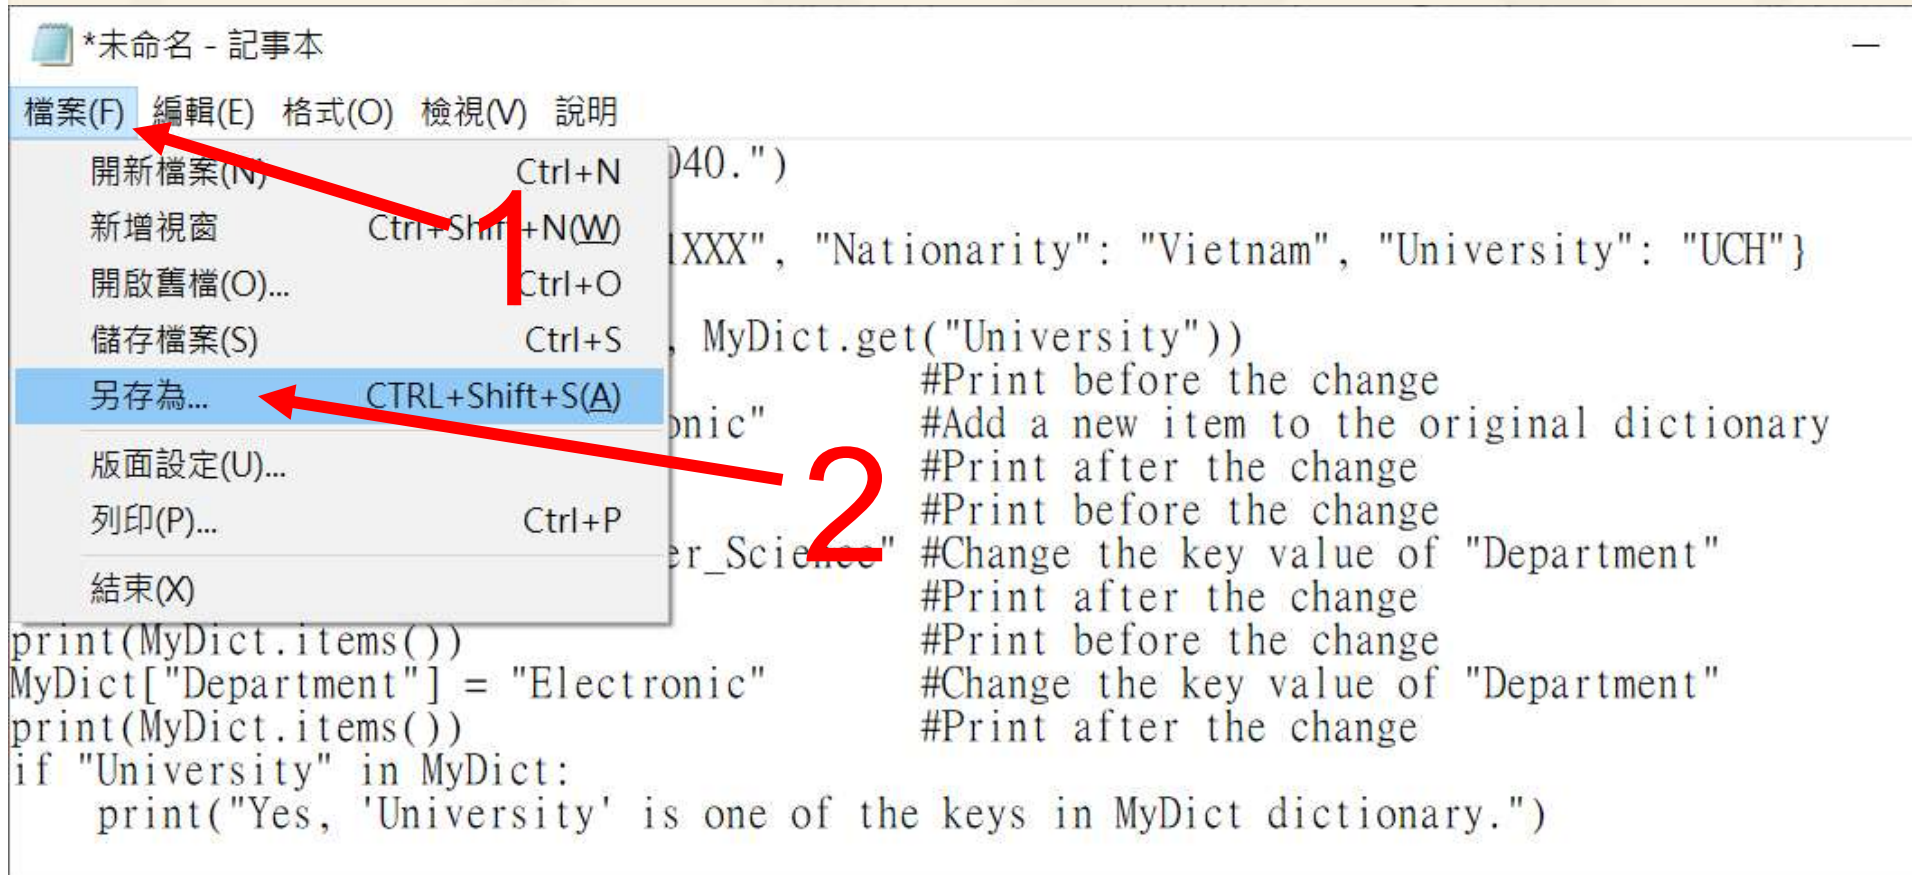 *未命名 - 記事本
檔案(F) 編輯(E) 格式(O) 檢視(V) 說明
開新檔案(N) Ctrl+N
新增視窗 Ctrl+Shift+N(W)
開啟舊檔(O)... Ctrl+O
儲存檔案(S) Ctrl+S
另存為... CTRL+Shift+S(A)
版面設定(U)...
列印(P)... Ctrl+P
結束(X)
1
2
040.")
1XXX", "Nationarity": "Vietnam", "University": "UCH"}
, MyDict.get("University"))
#Print before the change
onic" #Add a new item to the original dictionary
#Print after the change
#Print before the change
er_Science" #Change the key value of "Department"
#Print after the change
print(MyDict.items()) #Print before the change
MyDict["Department"] = "Electronic" #Change the key value of "Department"
print(MyDict.items()) #Print after the change
if "University" in MyDict:
print("Yes, 'University' is one of the keys in MyDict dictionary.")